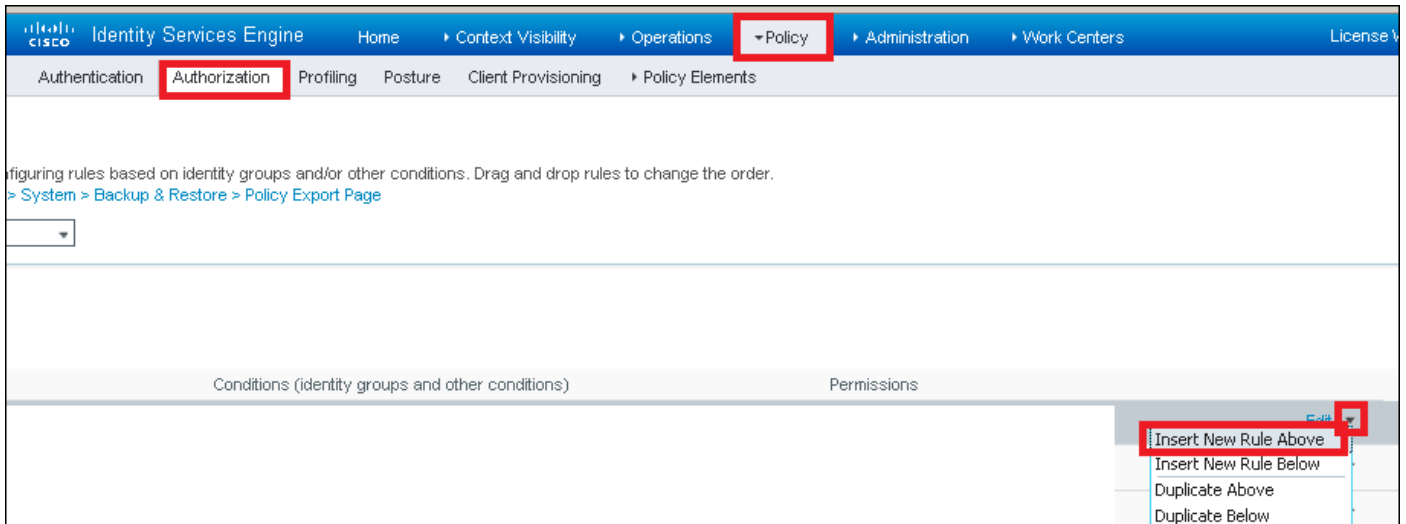 cisco Identity Services Engine Home Context Visibility Operations Policy Administration Work Centers License
Authentication Authorization Profiling Posture Client Provisioning Policy Elements
figuring rules based on identity groups and/or other conditions. Drag and drop rules to change the order.
> System > Backup & Restore > Policy Export Page
Conditions (identity groups and other conditions) Permissions
Edit
Insert New Rule Above
Insert New Rule Below
Duplicate Above
Duplicate Below